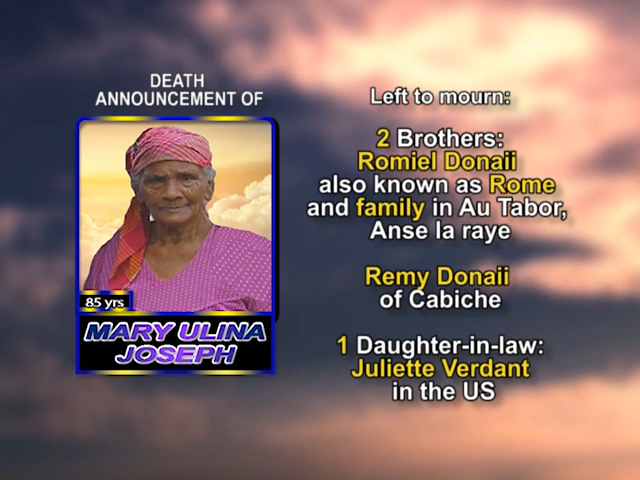 DEATH
ANNOUNCEMENT OF
85 yrs
MARY ULINA
JOSEPH
Left to mourn:
2 Brothers:
Romiel Donaii
also known as Rome
and family in Au Tabor,
Anse la raye
Remy Donaii
of Cabiche
1 Daughter-in-law:
Juliette Verdant
in the US